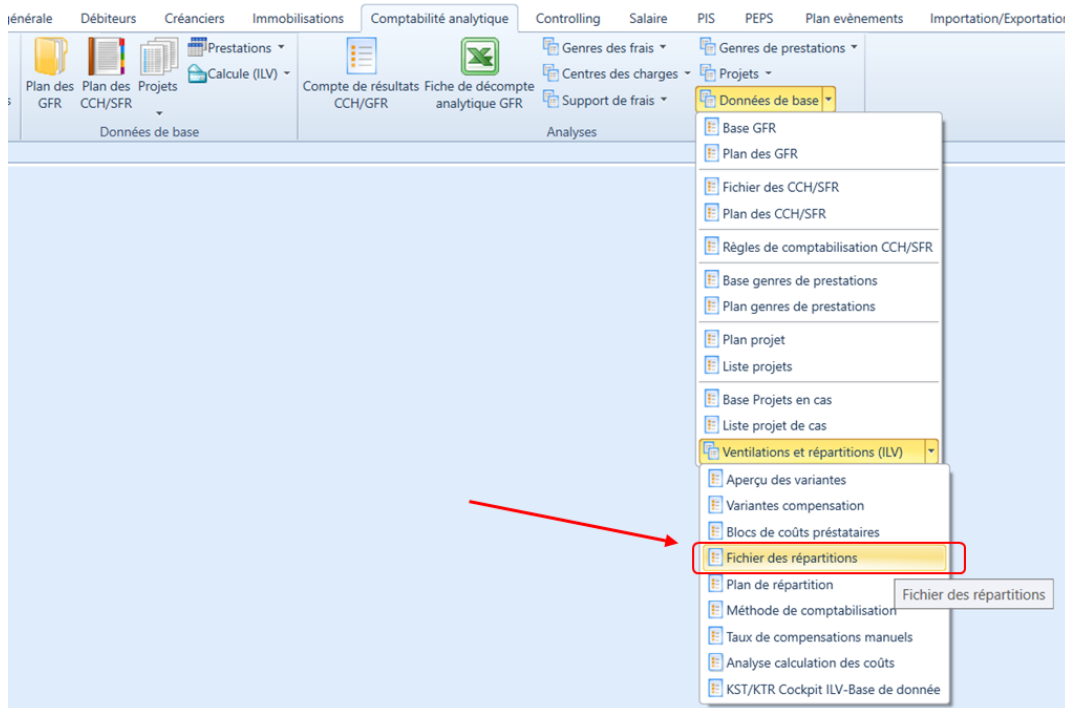 générale Débiteurs Créanciers Immobilisations Comptabilité analytique Controlling Salaire PIS PEPS Plan evènements Importation/Exportation
Plan des GFR
Plan des CCH/SFR
Projets
Prestations
Calcule (ILV)
Données de base
Compte de résultats CCH/GFR
Fiche de décompte analytique GFR
Genres des frais
Centres des charges
Support de frais
Genres de prestations
Projets
Données de base
Analyses
Base GFR
Plan des GFR
Fichier des CCH/SFR
Plan des CCH/SFR
Règles de comptabilisation CCH/SFR
Base genres de prestations
Plan genres de prestations
Plan projet
Liste projets
Base Projets en cas
Liste projet de cas
Ventilations et répartitions (ILV)
Aperçu des variantes
Variantes compensation
Blocs de coûts préstataires
Fichier des répartitions
Plan de répartition
Fichier des répartitions
Méthode de comptabilisation
Taux de compensations manuels
Analyse calculation des coûts
KST/KTR Cockpit ILV-Base de donnée